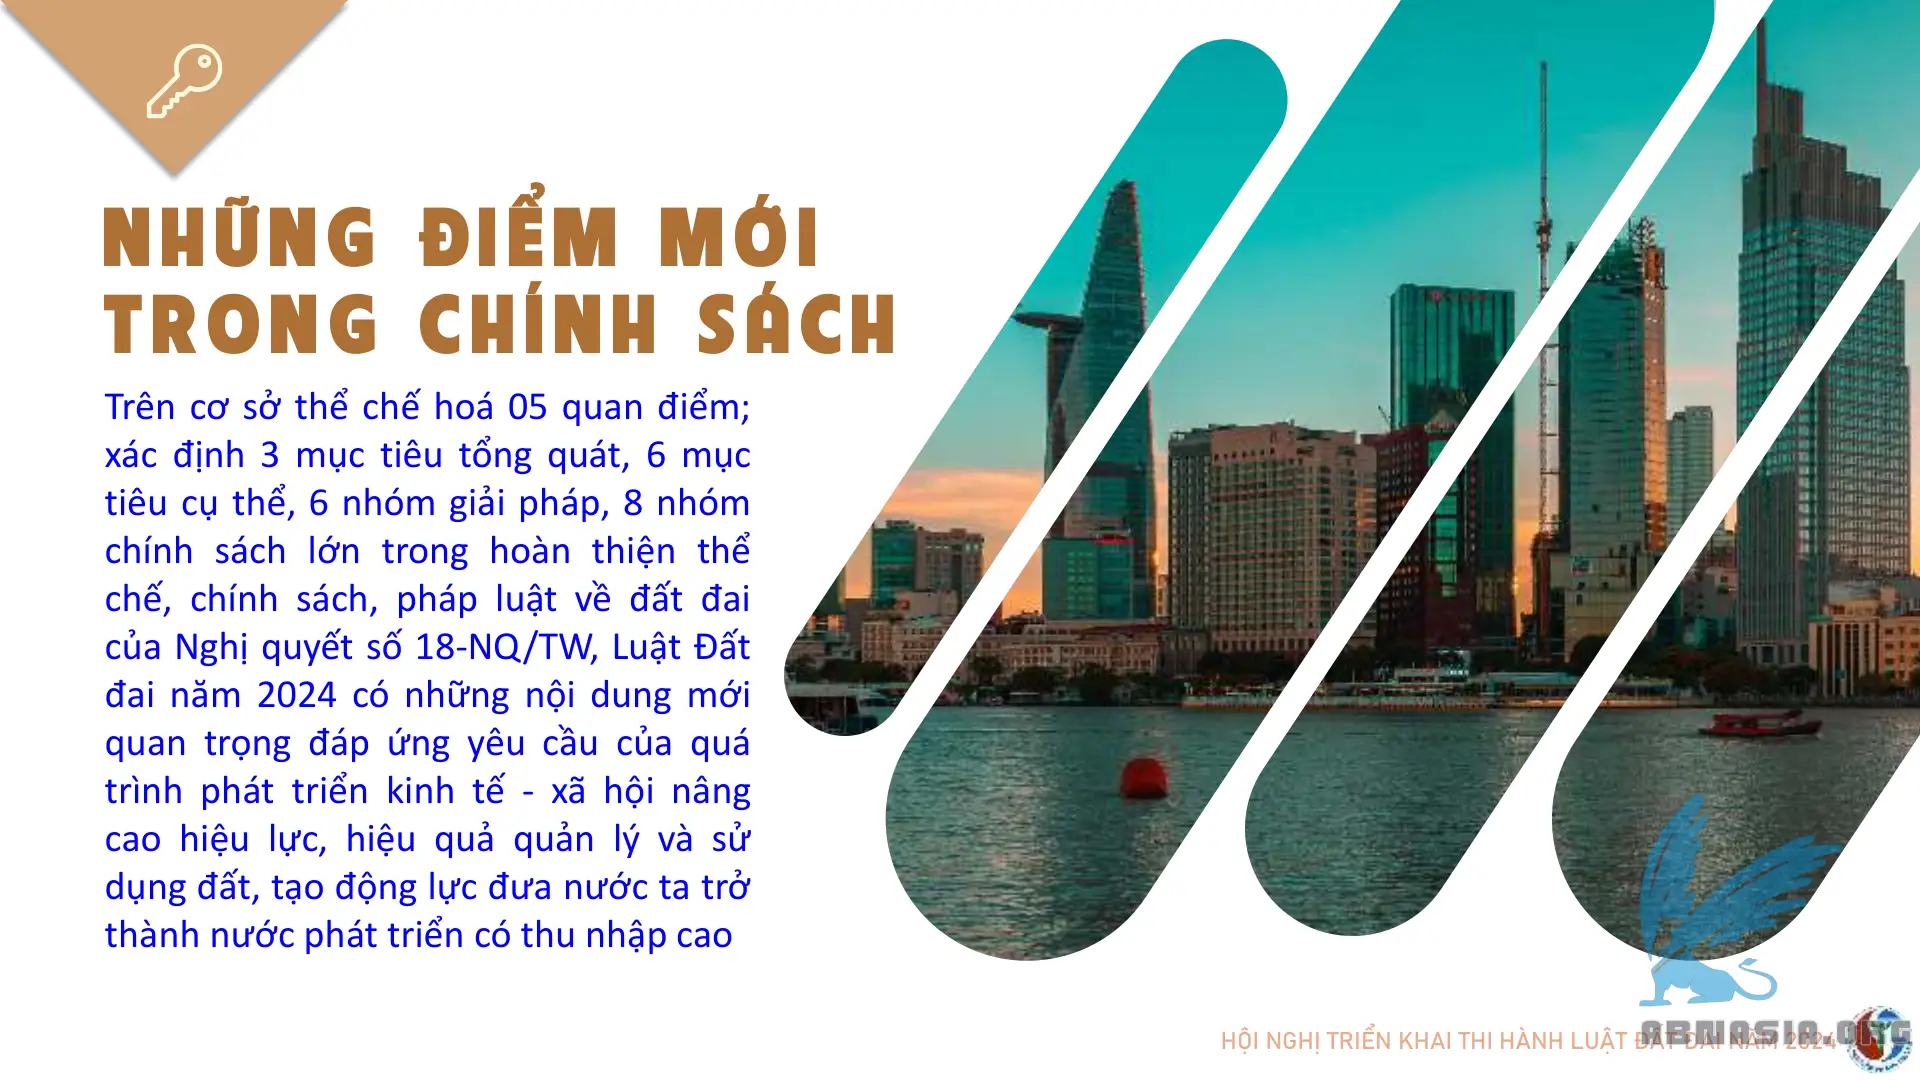 NHỮNG ĐIỂM MỚI
TRONG CHÍNH SÁCH
Trên cơ sở thể chế hoá 05 quan điểm;
xác định 3 mục tiêu tổng quát, 6 mục
tiêu cụ thể, 6 nhóm giải pháp, 8 nhóm
chính sách lớn trong hoàn thiện thể
chế, chính sách, pháp luật về đất đai
của Nghị quyết số 18-NQ/TW, Luật Đất
đai năm 2024 có những nội dung mới
quan trọng đáp ứng yêu cầu của quá
trình phát triển kinh tế - xã hội nâng
cao hiệu lực, hiệu quả quản lý và sử
dụng đất, tạo động lực đưa nước ta trở
thành nước phát triển có thu nhập cao
HỘI NGHỊ TRIỂN KHAI THI HÀNH LUẬT ĐẤT ĐAI NĂM 2024
ABMASIA.ORG